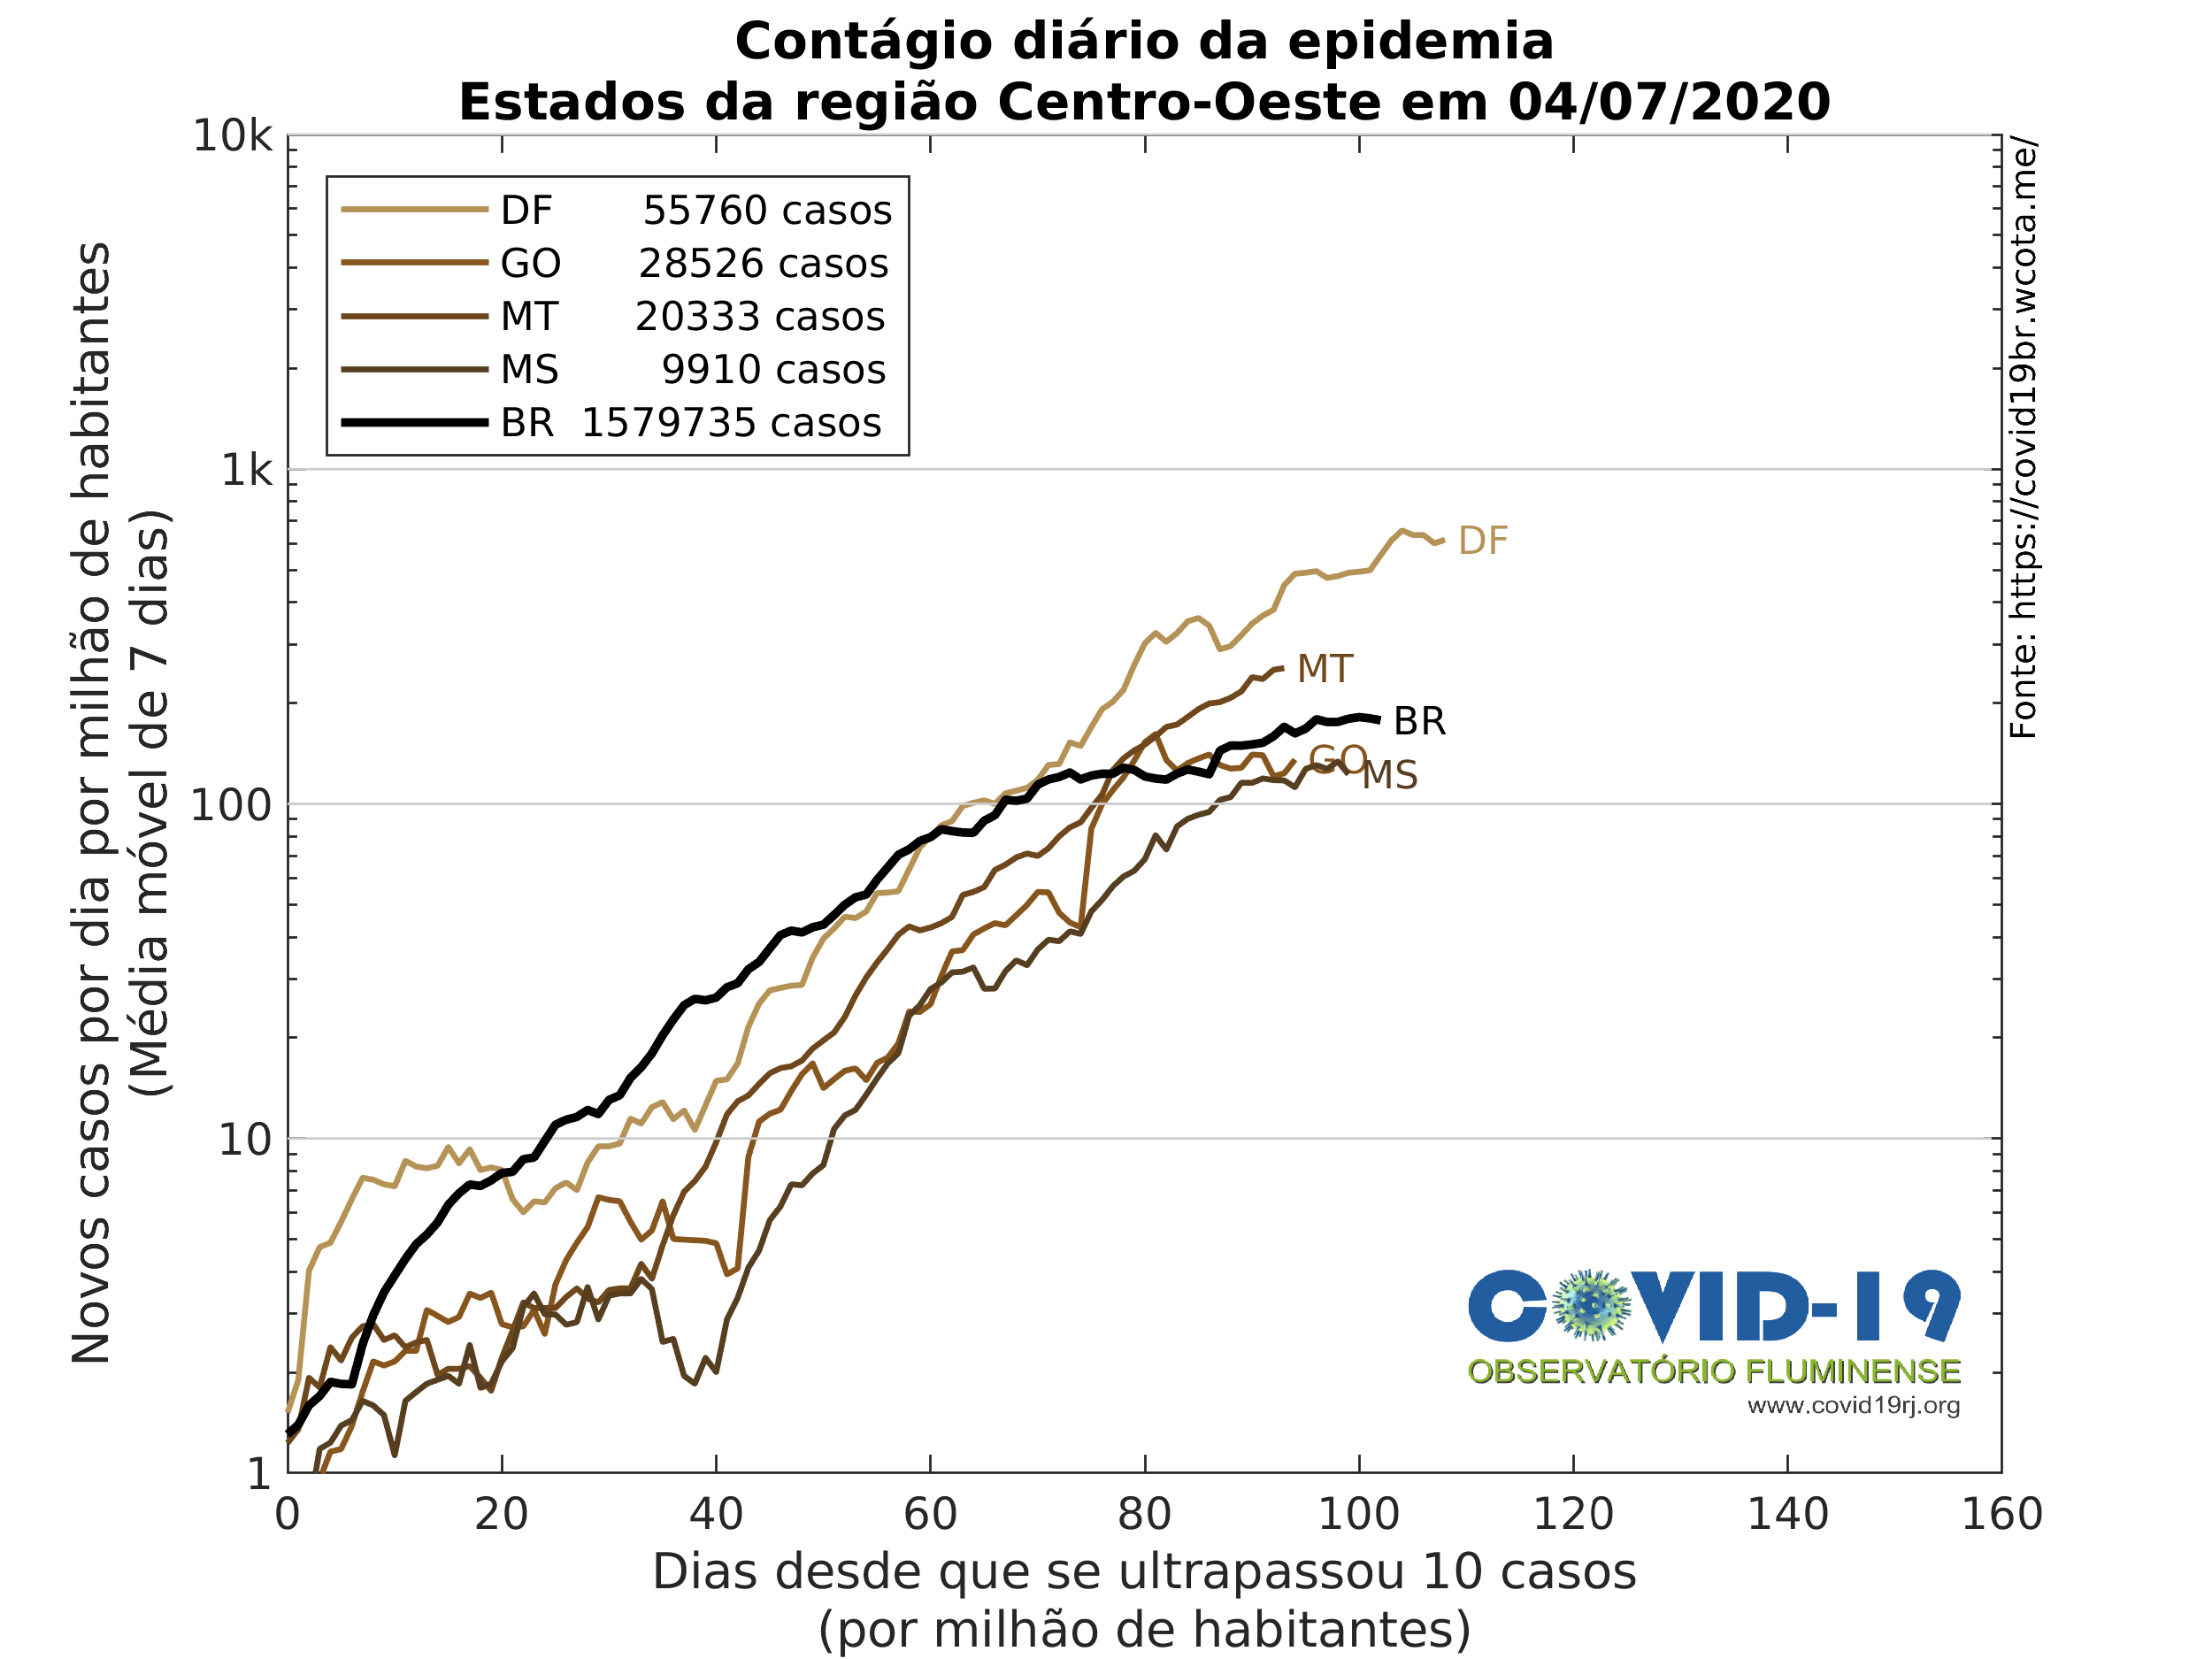 Contágio diário da epidemia
Estados da região Centro-Oeste em 04/07/2020
10k
1k
100
10
1
Novos casos por dia por milhão de habitantes
(Média móvel de 7 dias)
DF 55760 casos
GO 28526 casos
MT 20333 casos
MS 9910 casos
BR 1579735 casos
DF
MT
BR
GO
MS
Fonte: https://covid19br.wcota.me/
COVID-19
OBSERVATÓRIO FLUMINENSE
www.covid19rj.org
0 20 40 60 80 100 120 140 160
Dias desde que se ultrapassou 10 casos
(por milhão de habitantes)